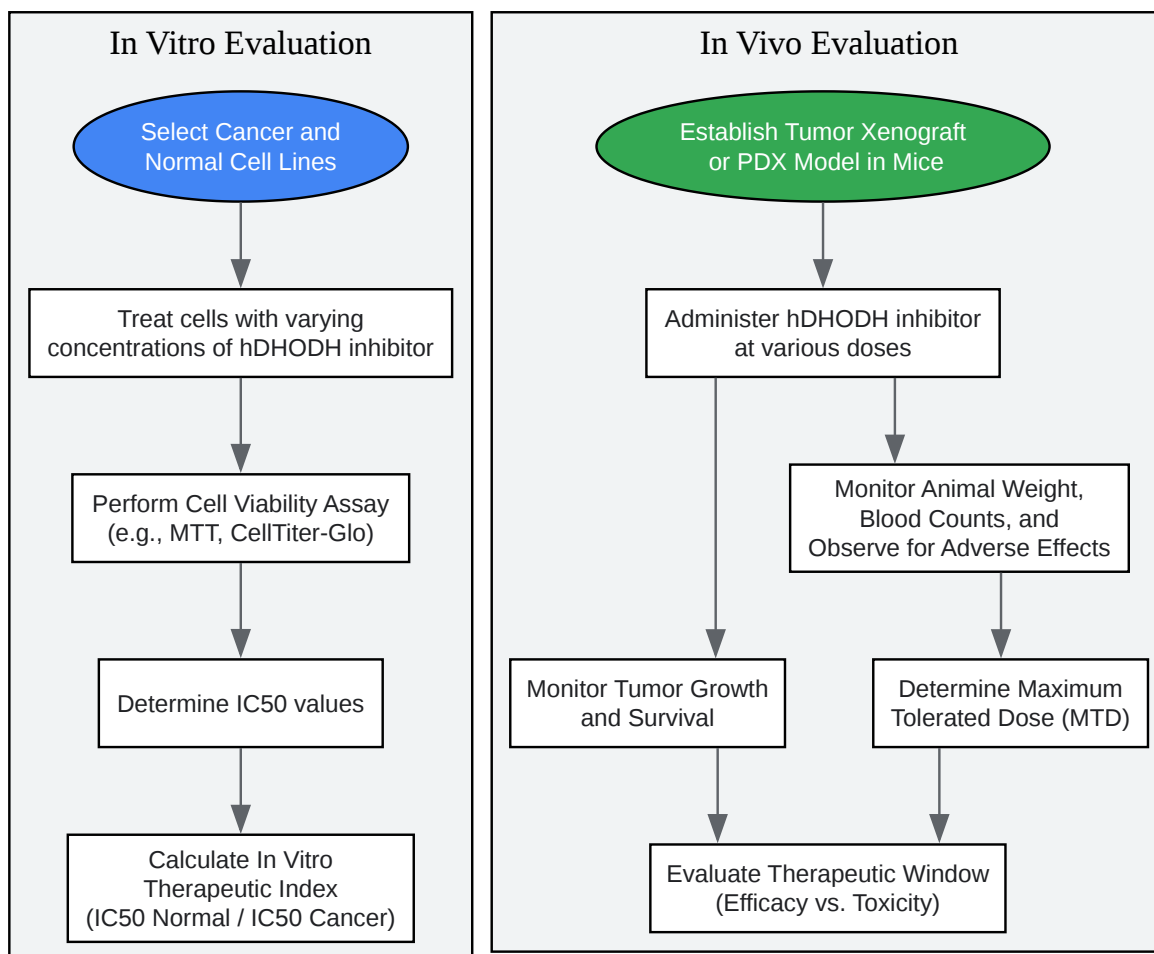 In Vitro Evaluation
Select Cancer and
Normal Cell Lines
Treat cells with varying
concentrations of hDHODH inhibitor
Perform Cell Viability Assay
(e.g., MTT, CellTiter-Glo)
Determine IC50 values
Calculate In Vitro
Therapeutic Index
(IC50 Normal / IC50 Cancer)
In Vivo Evaluation
Establish Tumor Xenograft
or PDX Model in Mice
Administer hDHODH inhibitor
at various doses
Monitor Animal Weight,
Blood Counts, and
Observe for Adverse Effects
Monitor Tumor Growth
and Survival
Determine Maximum
Tolerated Dose (MTD)
Evaluate Therapeutic Window
(Efficacy vs. Toxicity)